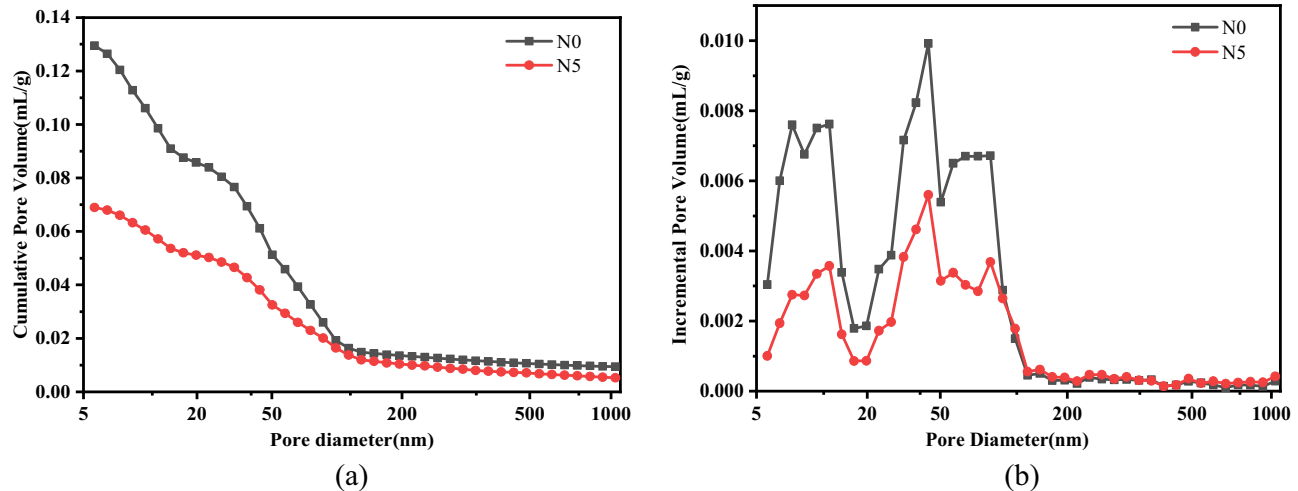 0.14
0.12
0.10
0.08
0.06
0.04
0.02
0.00
Cumulative Pore Volume(mL/g)
N0
N5
5
20
50
200
500
1000
Pore diameter(nm)
(a)
0.010
0.008
0.006
0.004
0.002
0.000
Incremental Pore Volume(mL/g)
N0
N5
5
20
50
200
500
1000
Pore Diameter(nm)
(b)